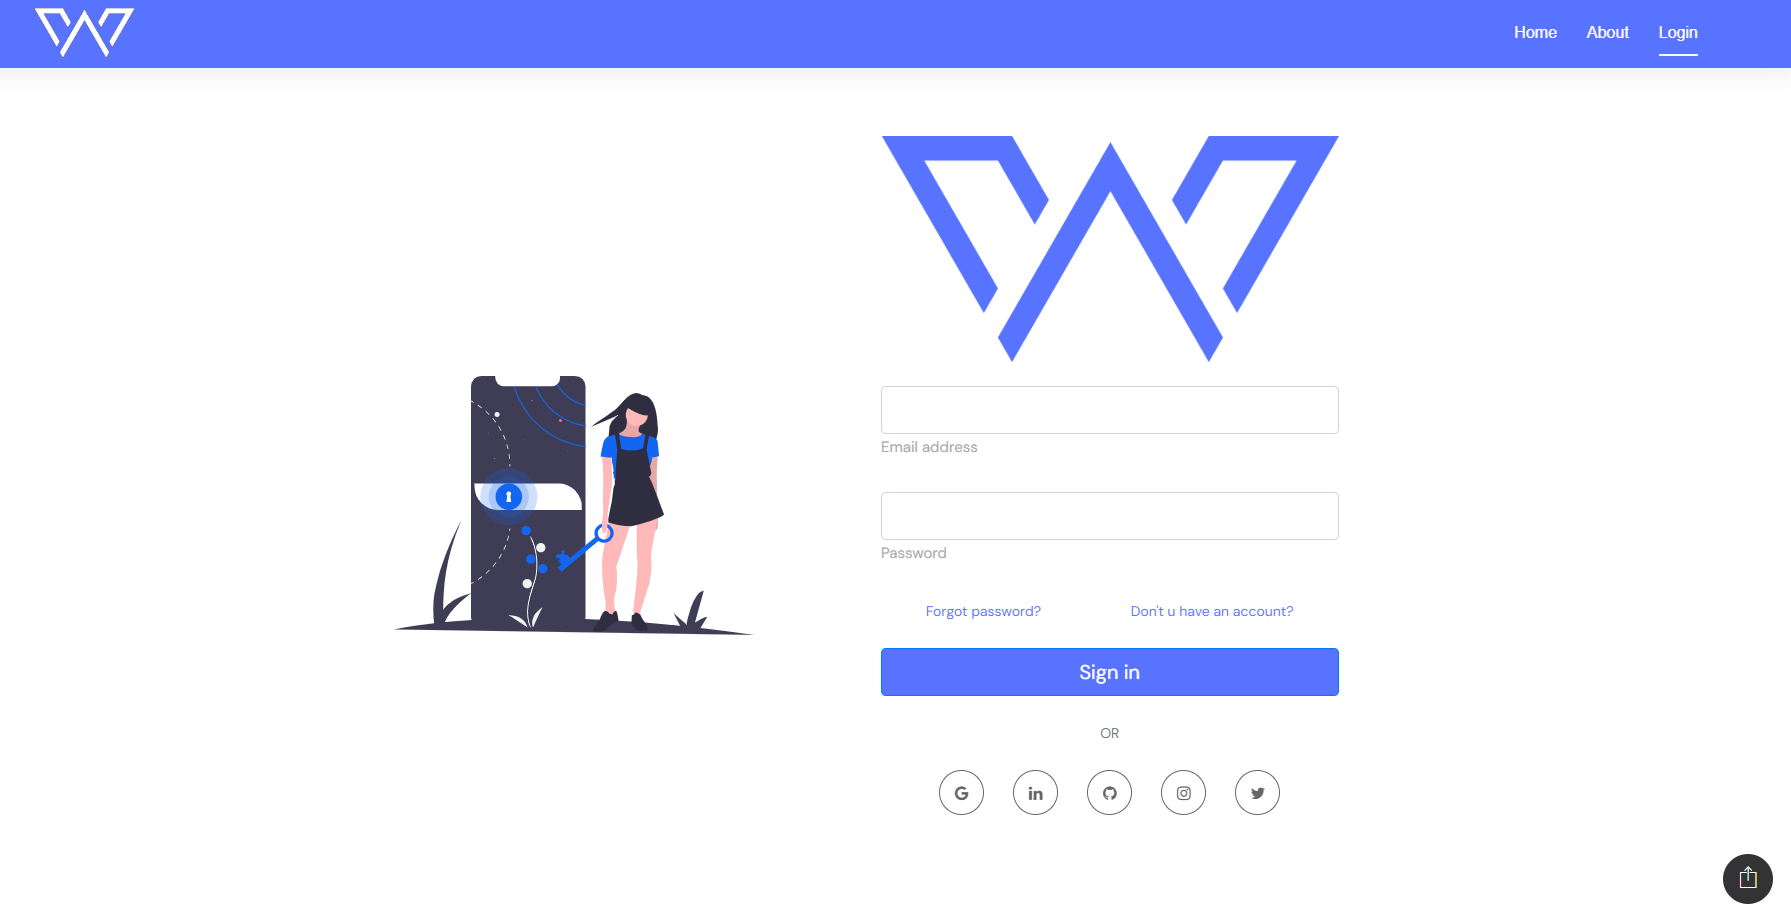 Home About Login
Email address
Password
Forgot password? Don't u have an account?
Sign in
OR